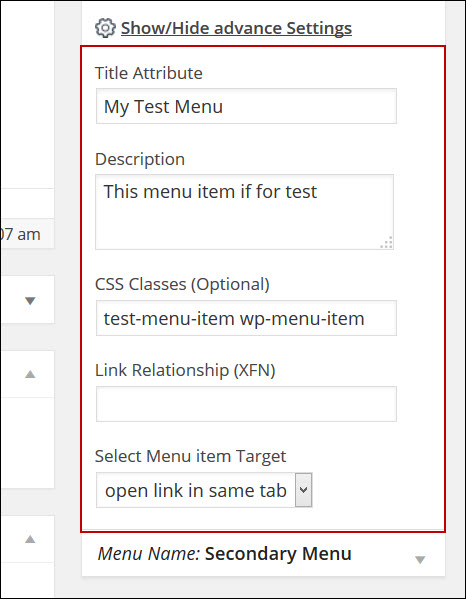 Show/Hide advance Settings
Title Attribute
My Test Menu
Description
This menu item if for test
07 am
CSS Classes (Optional)
test-menu-item wp-menu-item
Link Relationship (XFN)
Select Menu item Target
open link in same tab
Menu Name: Secondary Menu